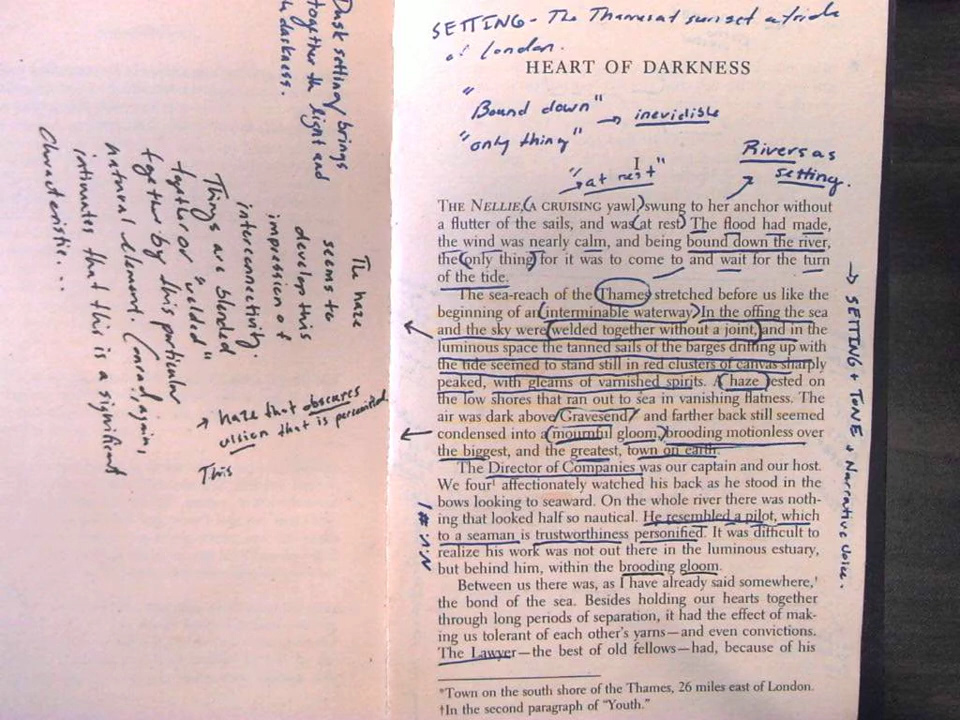 Dusk setting brings
together the light and
darkness.
The haze
seems to
develop this
impression of
interconnectivity.
Things are blended
together or "welded"
together by this particular
natural element. Conrad, again,
intimates that this is a significant
characteristic...
→ haze that obscures
vision that is personified
This
SETTING - The Thames at sunset
of London.
HEART OF DARKNESS
"Bound down" → inevidible
"only thing"
Rivers as
setting.
"at rest"
I
THE NELLIE, A CRUISING yawl, swung to her anchor without
a flutter of the sails, and was at rest. The flood had made,
the wind was nearly calm, and being bound down the river,
the only thing for it was to come to and wait for the turn
of the tide.
The sea-reach of the Thames stretched before us like the
beginning of an interminable waterway. In the offing the sea
and the sky were welded together without a joint, and in the
luminous space the tanned sails of the barges drifting up with
the tide seemed to stand still in red clusters of canvas sharply
peaked, with gleams of varnished spirits. A haze rested on
the low shores that ran out to sea in vanishing flatness. The
air was dark above Gravesend, and farther back still seemed
condensed into a mournful gloom, brooding motionless over
the biggest, and the greatest, town on earth.
The Director of Companies was our captain and our host.
We four† affectionately watched his back as he stood in the
bows looking to seaward. On the whole river there was noth-
ing that looked half so nautical. He resembled a pilot, which
to a seaman is trustworthiness personified. It was difficult to
realize his work was not out there in the luminous estuary,
but behind him, within the brooding gloom.
Between us there was, as I have already said somewhere,†
the bond of the sea. Besides holding our hearts together
through long periods of separation, it had the effect of mak-
ing us tolerant of each other's yarns—and even convictions.
The Lawyer—the best of old fellows—had, because of his
*Town on the south shore of the Thames, 26 miles east of London.
†In the second paragraph of "Youth."
→ SETTING + TONE → Narrative Voice.